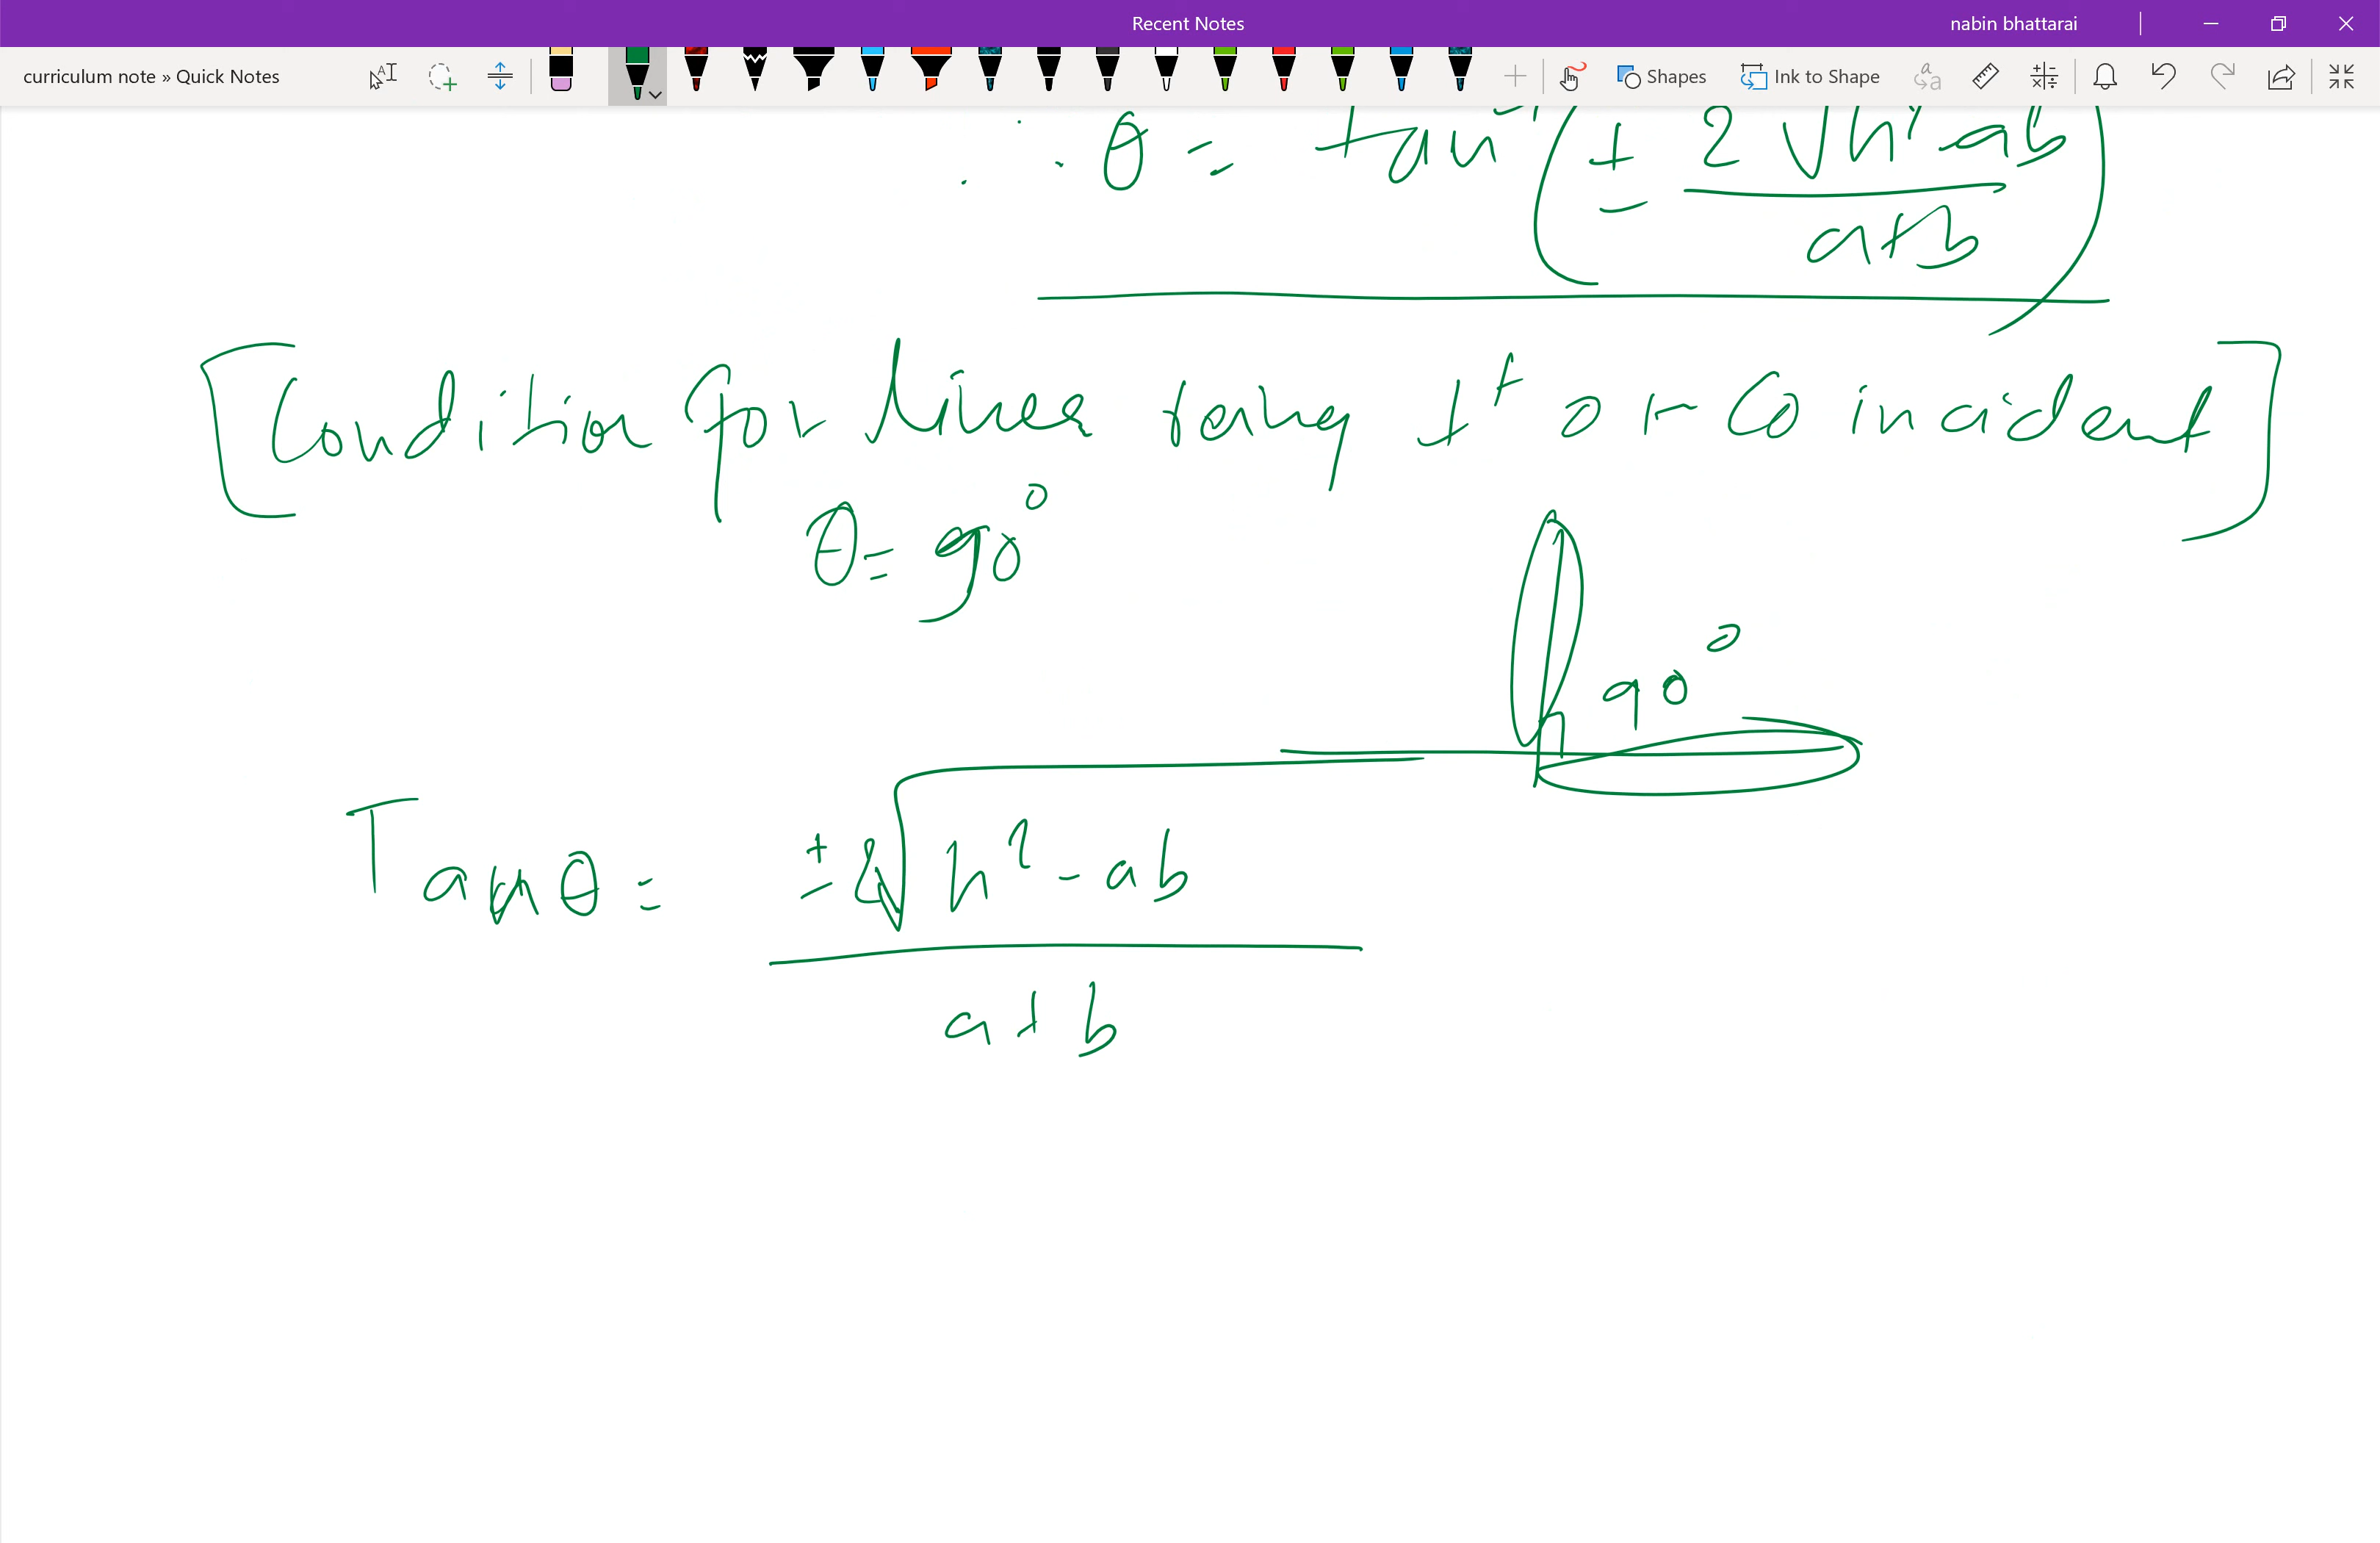 Recent Notes
nabin bhattarai
curriculum note » Quick Notes
Shapes
Ink to Shape
∴ θ = tan⁻¹(± 2√h²-ab / a+b)
[Condition for lines being ⊥r or Coincident]
θ = 90°
90°
Tanθ = ±2√h²-ab / a+b